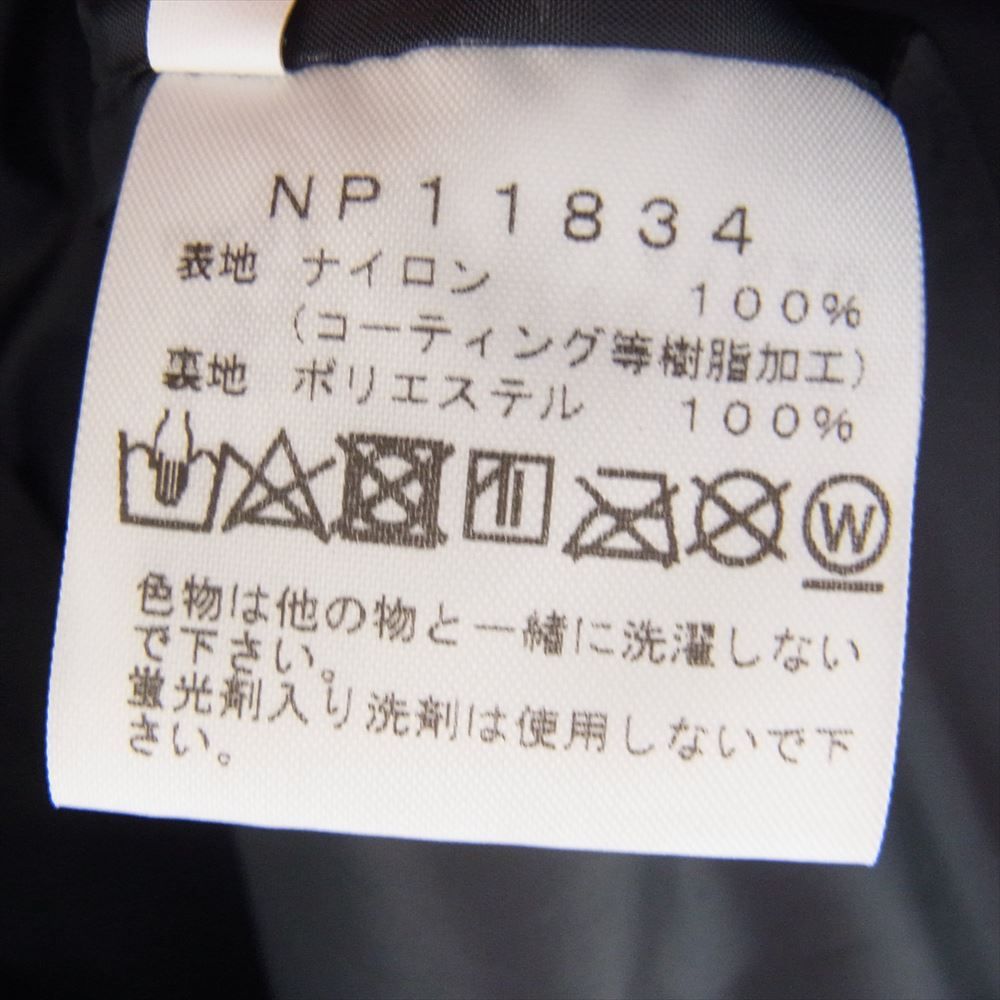 NP11834
表地 ナイロン 100%
(コーティング等樹脂加工)
裏地 ポリエステル 100%
W
色物は他の物と一緒に洗濯しない
で下さい。
蛍光剤入り洗剤は使用しないで下
さい。